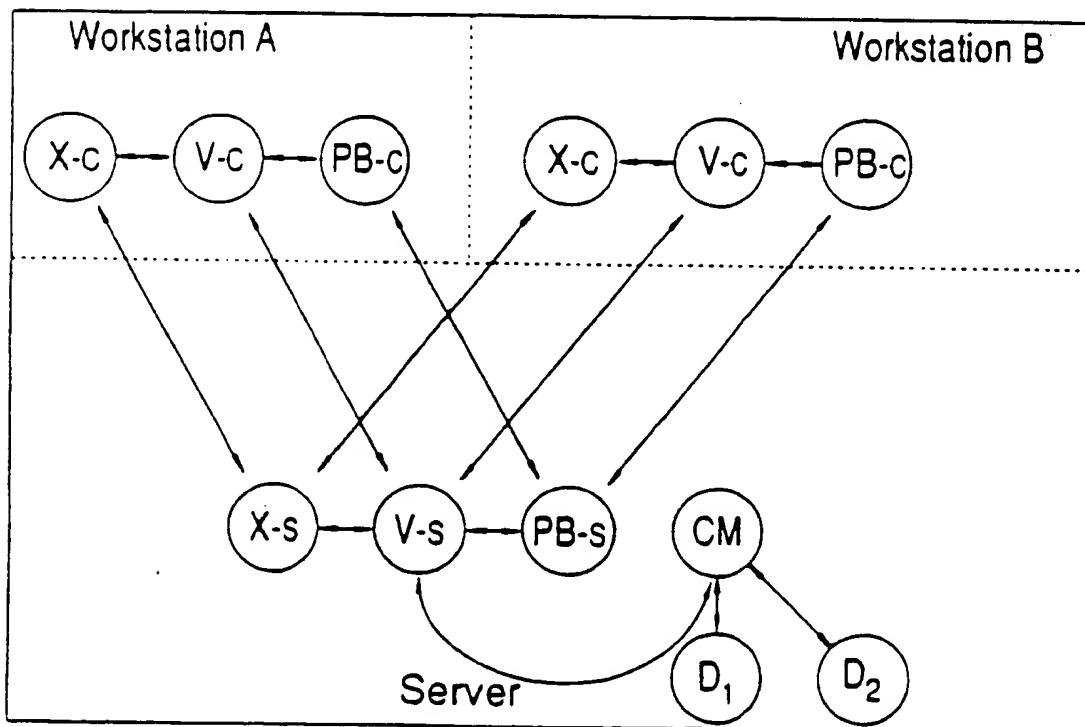 Workstation A
Workstation B
X-c
V-c
PB-c
X-c
V-c
PB-c
X-s
V-s
PB-s
CM
Server
D1
D2